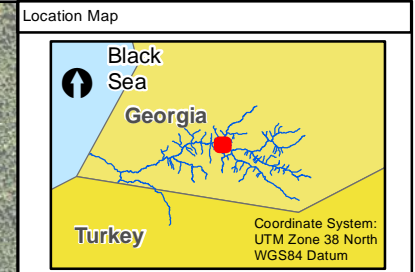 Location Map
Black
Sea
Georgia
Turkey
Coordinate System:
UTM Zone 38 North
WGS84 Datum